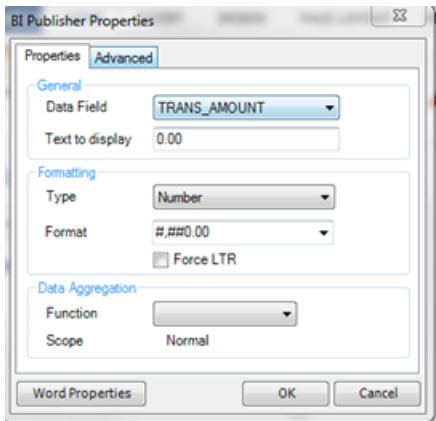 BI Publisher Properties
Properties Advanced
General
Data Field TRANS_AMOUNT
Text to display 0.00
Formatting
Type Number
Format #,##0.00
Force LTR
Data Aggregation
Function
Scope Normal
Word Properties OK Cancel